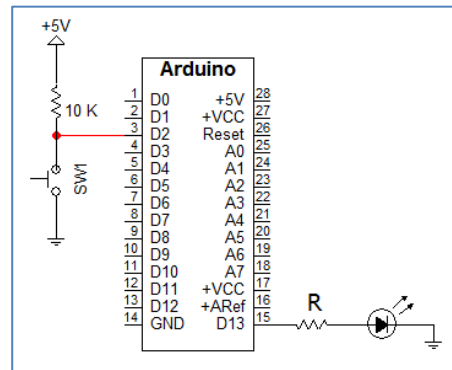 +5V
Arduino
10 K
SW1
1 D0 +5V 28
2 D1 +VCC 27
3 D2 Reset 26
4 D3 A0 25
5 D4 A1 24
6 D5 A2 23
7 D6 A3 22
8 D7 A4 21
9 D8 A5 20
10 D9 A6 19
11 D10 A7 18
12 D11 +VCC 17
13 D12 +ARef 16
14 GND D13 15
R